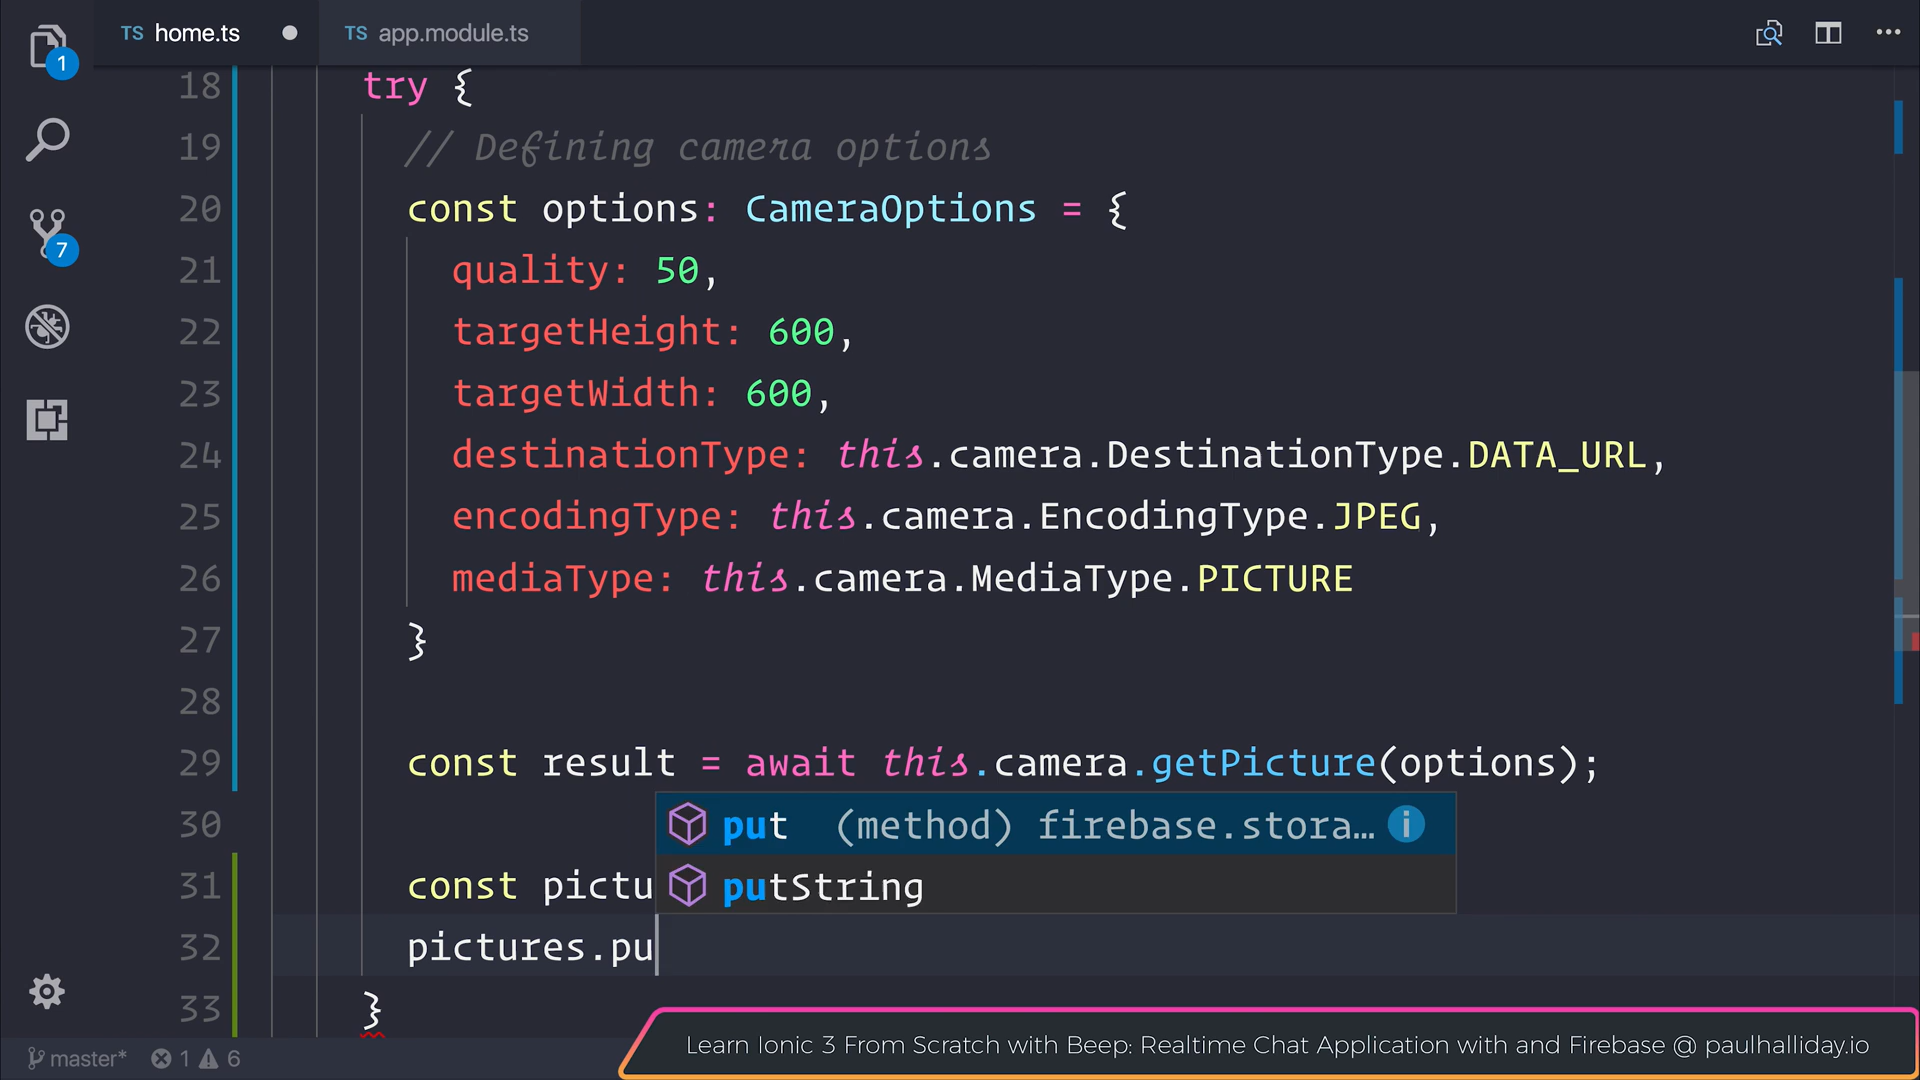 TS home.ts TS app.module.ts
1
7
18 try {
19 // Defining camera options
20 const options: CameraOptions = {
21 quality: 50,
22 targetHeight: 600,
23 targetWidth: 600,
24 destinationType: this.camera.DestinationType.DATA_URL,
25 encodingType: this.camera.EncodingType.JPEG,
26 mediaType: this.camera.MediaType.PICTURE
27 }
28
29 const result = await this.camera.getPicture(options);
30
put (method) firebase.stora…
31 const pictu
putString
32 pictures.pu
33 }
master* 1 6
Learn Ionic 3 From Scratch with Beep: Realtime Chat Application with and Firebase @ paulhalliday.io